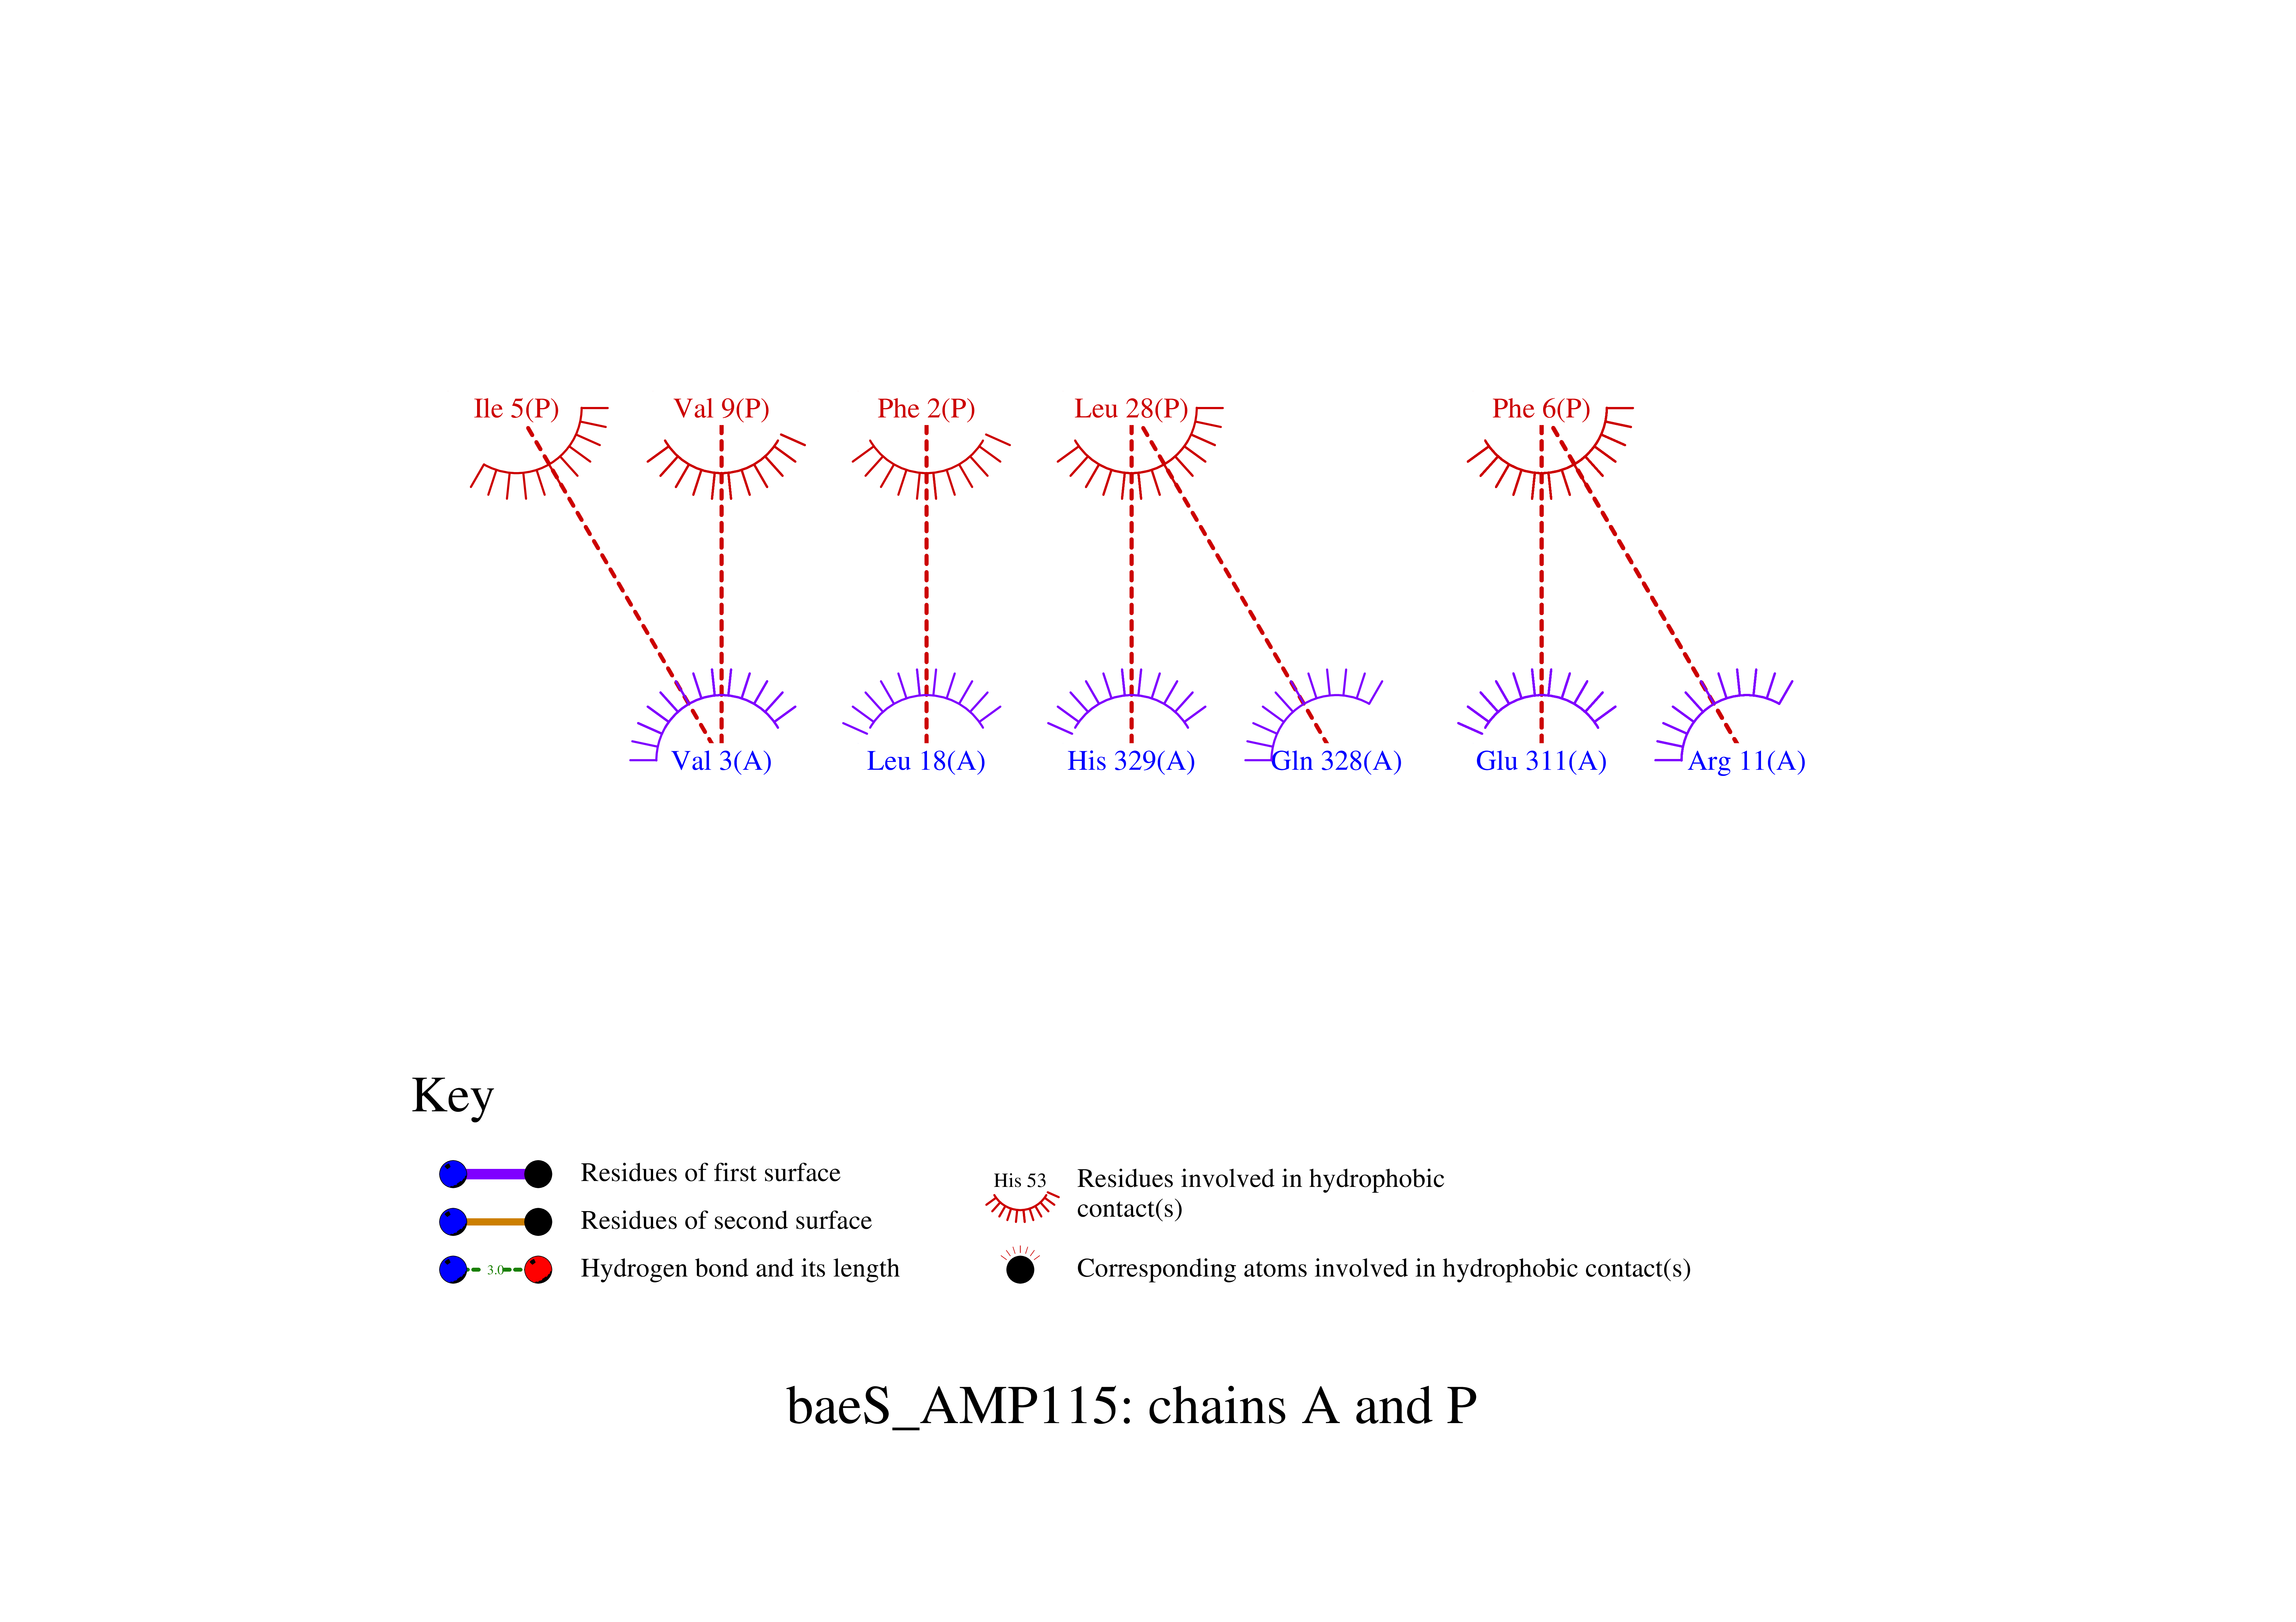 Ile 5(P) Val 9(P) Phe 2(P) Leu 28(P) Phe 6(P)
Val 3(A) Leu 18(A) His 329(A) Gln 328(A) Glu 311(A) Arg 11(A)
Key
Residues of first surface
Residues of second surface
3.0 Hydrogen bond and its length
His 53 Residues involved in hydrophobic
contact(s)
Corresponding atoms involved in hydrophobic contact(s)
baeS_AMP115: chains A and P